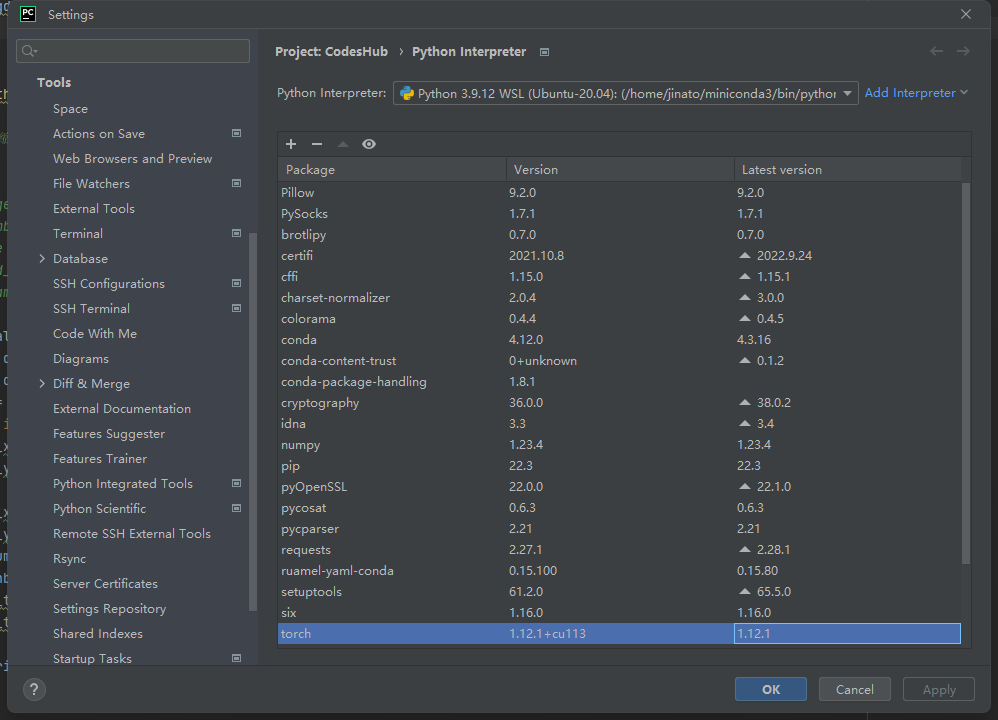 PC Settings
Project: CodesHub › Python Interpreter
Tools
Space
Actions on Save
Web Browsers and Preview
File Watchers
External Tools
Terminal
Database
SSH Configurations
SSH Terminal
Code With Me
Diagrams
Diff & Merge
External Documentation
Features Suggester
Features Trainer
Python Integrated Tools
Python Scientific
Remote SSH External Tools
Rsync
Server Certificates
Settings Repository
Shared Indexes
Startup Tasks
Python Interpreter: Python 3.9.12 WSL (Ubuntu-20.04): (/home/jinato/miniconda3/bin/python Add Interpreter
Package Version Latest version
Pillow 9.2.0 9.2.0
PySocks 1.7.1 1.7.1
brotlipy 0.7.0 0.7.0
certifi 2021.10.8 2022.9.24
cffi 1.15.0 1.15.1
charset-normalizer 2.0.4 3.0.0
colorama 0.4.4 0.4.5
conda 4.12.0 4.3.16
conda-content-trust 0+unknown 0.1.2
conda-package-handling 1.8.1
cryptography 36.0.0 38.0.2
idna 3.3 3.4
numpy 1.23.4 1.23.4
pip 22.3 22.3
pyOpenSSL 22.0.0 22.1.0
pycosat 0.6.3 0.6.3
pycparser 2.21 2.21
requests 2.27.1 2.28.1
ruamel-yaml-conda 0.15.100 0.15.80
setuptools 61.2.0 65.5.0
six 1.16.0 1.16.0
torch 1.12.1+cu113 1.12.1
? OK Cancel Apply